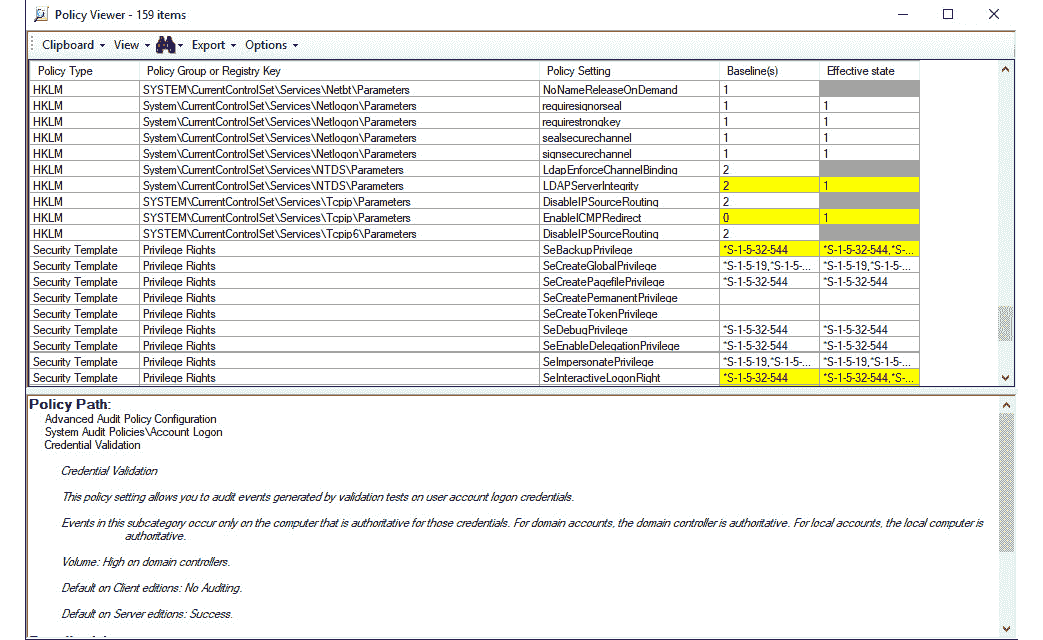 Policy Viewer - 159 items
Clipboard View Export Options
Policy Type Policy Group or Registry Key Policy Setting Baseline(s) Effective state
HKLM SYSTEM\CurrentControlSet\Services\Netbt\Parameters NoNameReleaseOnDemand 1
HKLM System\CurrentControlSet\Services\Netlogon\Parameters requiresignorseal 1 1
HKLM System\CurrentControlSet\Services\Netlogon\Parameters requirestrongkey 1 1
HKLM System\CurrentControlSet\Services\Netlogon\Parameters sealsecurechannel 1 1
HKLM System\CurrentControlSet\Services\Netlogon\Parameters signsecurechannel 1 1
HKLM System\CurrentControlSet\Services\NTDS\Parameters LdapEnforceChannelBinding 2
HKLM System\CurrentControlSet\Services\NTDS\Parameters LDAPServerIntegrity 2 1
HKLM SYSTEM\CurrentControlSet\Services\Tcpip\Parameters DisableIPSourceRouting 2
HKLM SYSTEM\CurrentControlSet\Services\Tcpip\Parameters EnableICMPRedirect 0 1
HKLM SYSTEM\CurrentControlSet\Services\Tcpip6\Parameters DisableIPSourceRouting 2
Security Template Privilege Rights SeBackupPrivilege *S-1-5-32-544 *S-1-5-32-544,*S-...
Security Template Privilege Rights SeCreateGlobalPrivilege *S-1-5-19,*S-1-5-... *S-1-5-19,*S-1-5-...
Security Template Privilege Rights SeCreatePagefilePrivilege *S-1-5-32-544 *S-1-5-32-544
Security Template Privilege Rights SeCreatePermanentPrivilege
Security Template Privilege Rights SeCreateTokenPrivilege
Security Template Privilege Rights SeDebugPrivilege *S-1-5-32-544 *S-1-5-32-544
Security Template Privilege Rights SeEnableDelegationPrivilege *S-1-5-32-544 *S-1-5-32-544
Security Template Privilege Rights SeImpersonatePrivilege *S-1-5-19,*S-1-5-... *S-1-5-19,*S-1-5-...
Security Template Privilege Rights SeInteractiveLogonRight *S-1-5-32-544 *S-1-5-32-544,*S-...
Policy Path:
Advanced Audit Policy Configuration
System Audit Policies\Account Logon
Credential Validation
Credential Validation
This policy setting allows you to audit events generated by validation tests on user account logon credentials.
Events in this subcategory occur only on the computer that is authoritative for those credentials. For domain accounts, the domain controller is authoritative. For local accounts, the local computer is
authoritative.
Volume: High on domain controllers.
Default on Client editions: No Auditing.
Default on Server editions: Success.